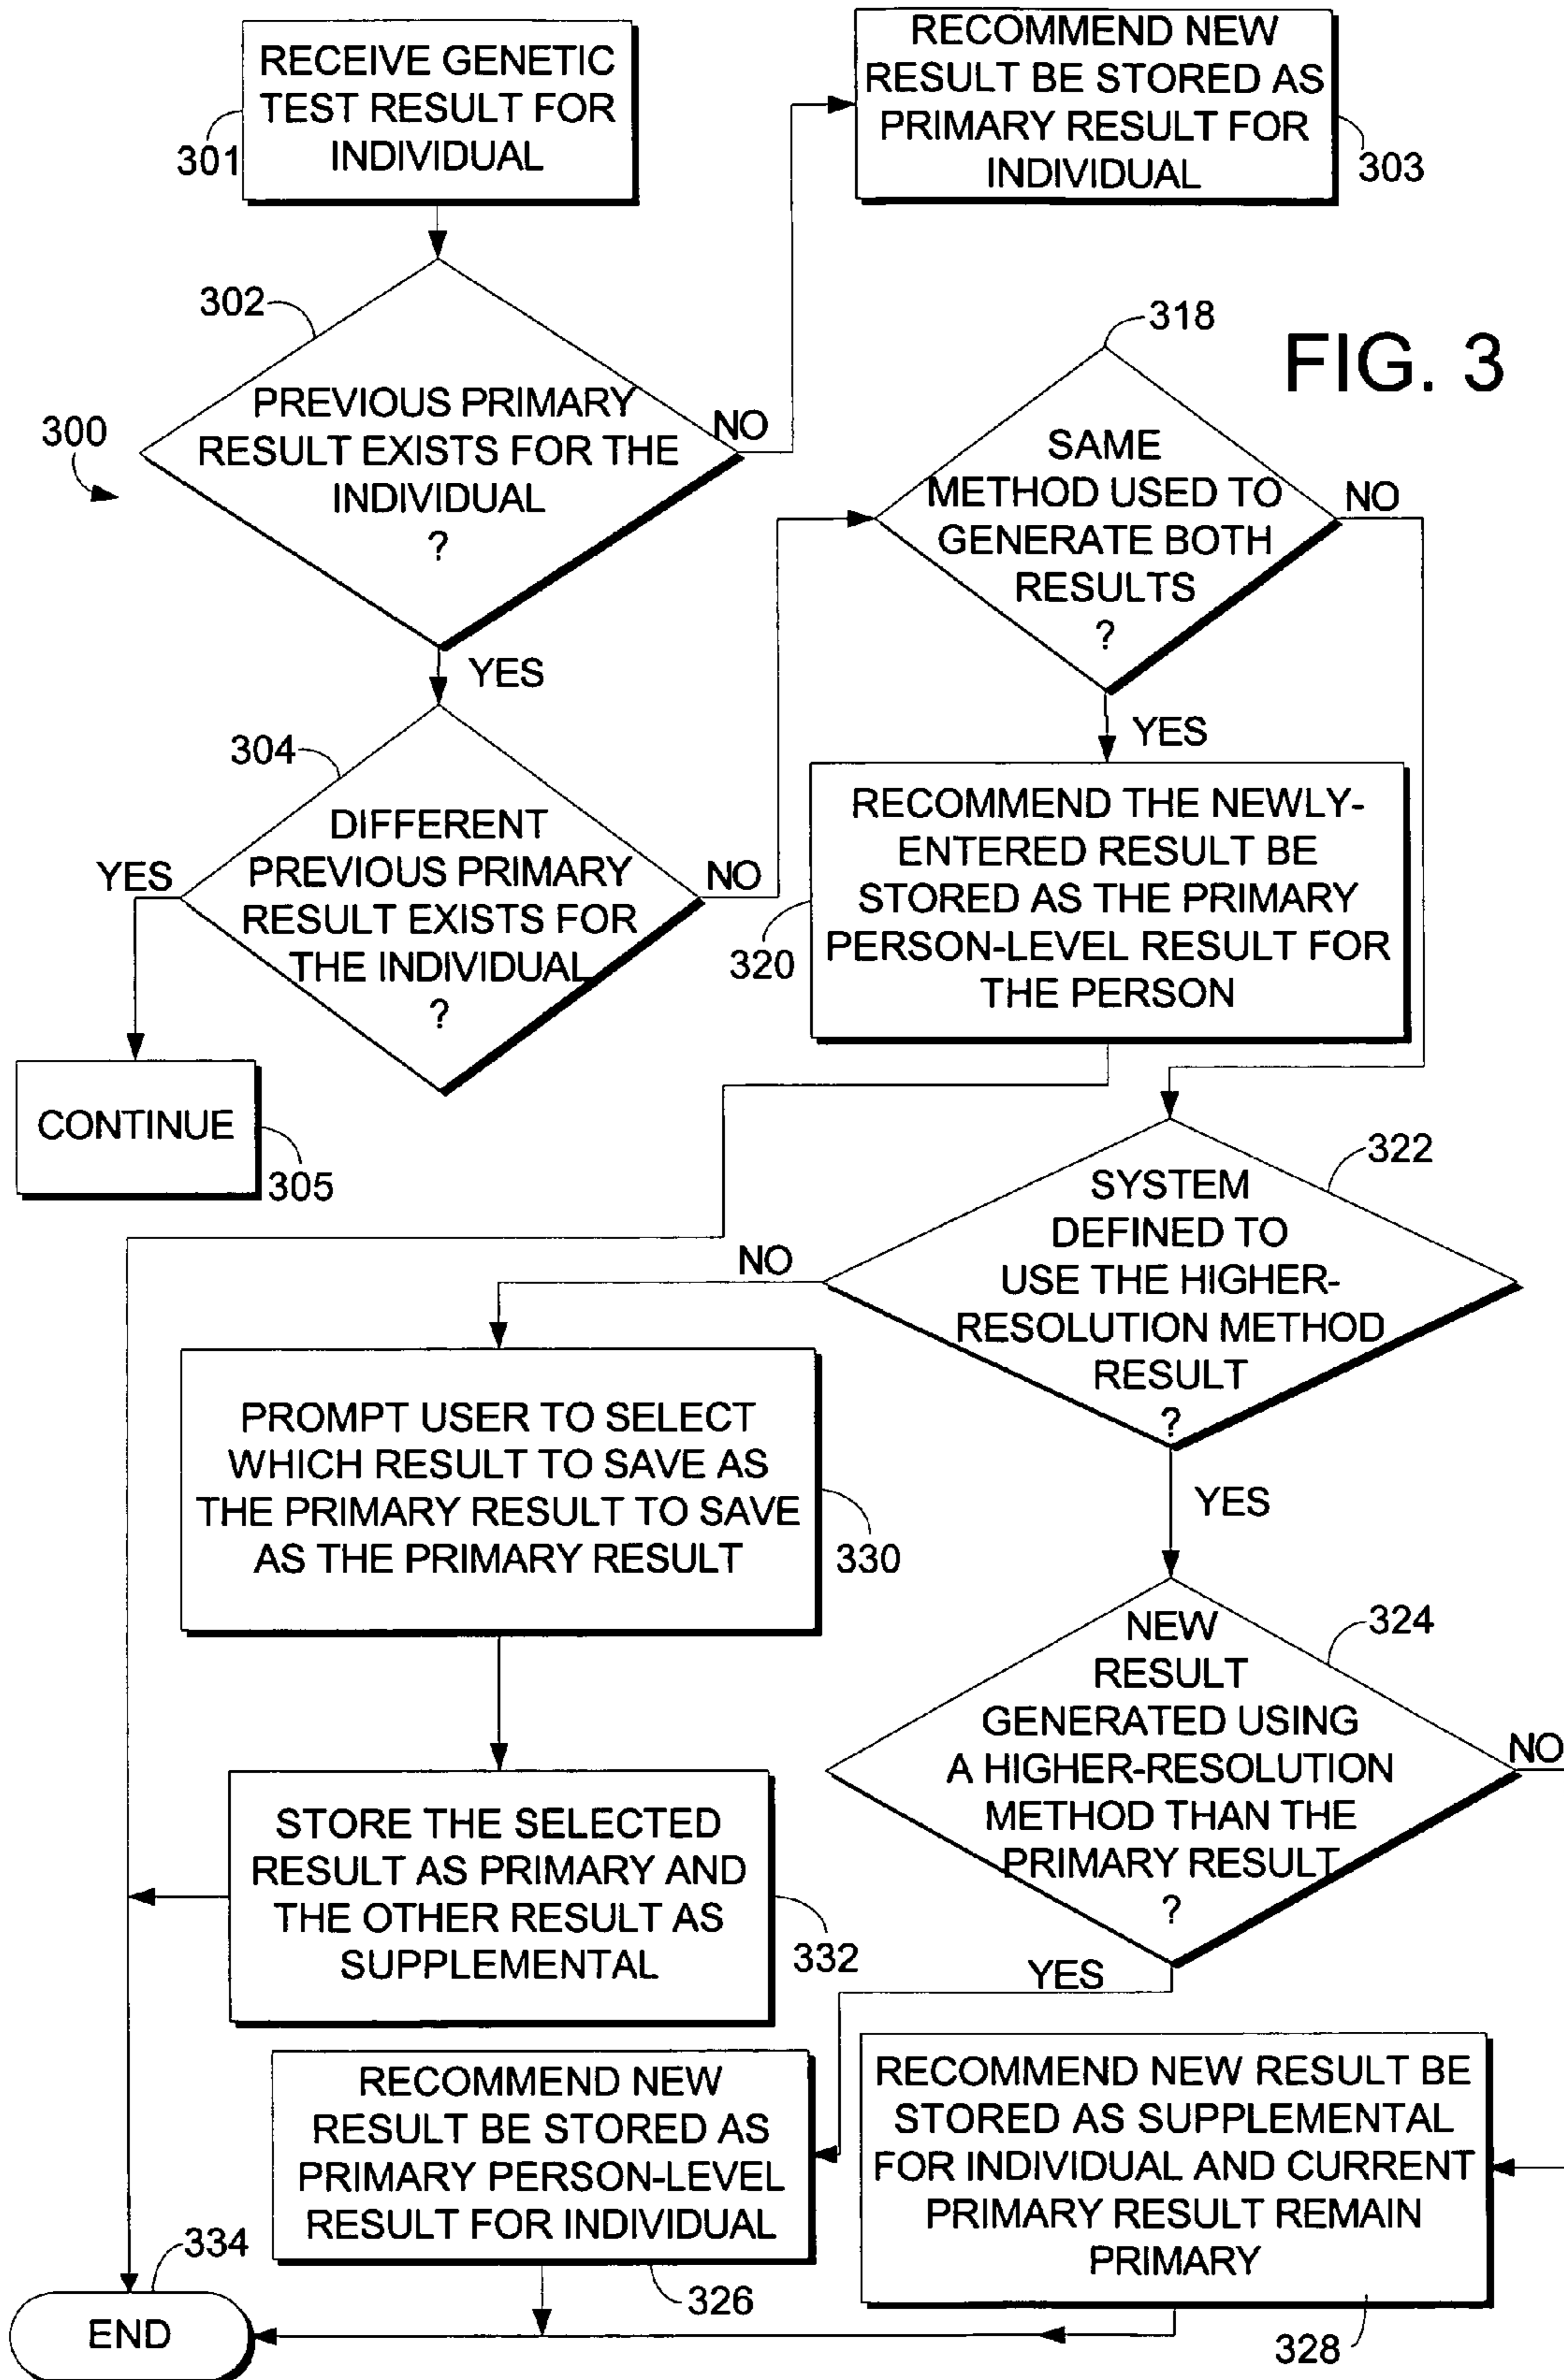 RECEIVE GENETIC
TEST RESULT FOR
INDIVIDUAL
301
RECOMMEND NEW
RESULT BE STORED AS
PRIMARY RESULT FOR
INDIVIDUAL
303
302
PREVIOUS PRIMARY
RESULT EXISTS FOR THE
INDIVIDUAL
?
NO
YES
300
FIG. 3
318
SAME
METHOD USED TO
GENERATE BOTH
RESULTS
?
NO
YES
304
DIFFERENT
PREVIOUS PRIMARY
RESULT EXISTS FOR
THE INDIVIDUAL
?
YES
NO
CONTINUE
305
RECOMMEND THE NEWLY-
ENTERED RESULT BE
STORED AS THE PRIMARY
PERSON-LEVEL RESULT FOR
THE PERSON
320
322
SYSTEM
DEFINED TO
USE THE HIGHER-
RESOLUTION METHOD
RESULT
?
NO
YES
PROMPT USER TO SELECT
WHICH RESULT TO SAVE AS
THE PRIMARY RESULT TO SAVE
AS THE PRIMARY RESULT
330
324
NEW
RESULT
GENERATED USING
A HIGHER-RESOLUTION
METHOD THAN THE
PRIMARY RESULT
?
NO
YES
STORE THE SELECTED
RESULT AS PRIMARY AND
THE OTHER RESULT AS
SUPPLEMENTAL
332
RECOMMEND NEW
RESULT BE STORED AS
PRIMARY PERSON-LEVEL
RESULT FOR INDIVIDUAL
326
RECOMMEND NEW RESULT BE
STORED AS SUPPLEMENTAL
FOR INDIVIDUAL AND CURRENT
PRIMARY RESULT REMAIN
PRIMARY
328
334
END